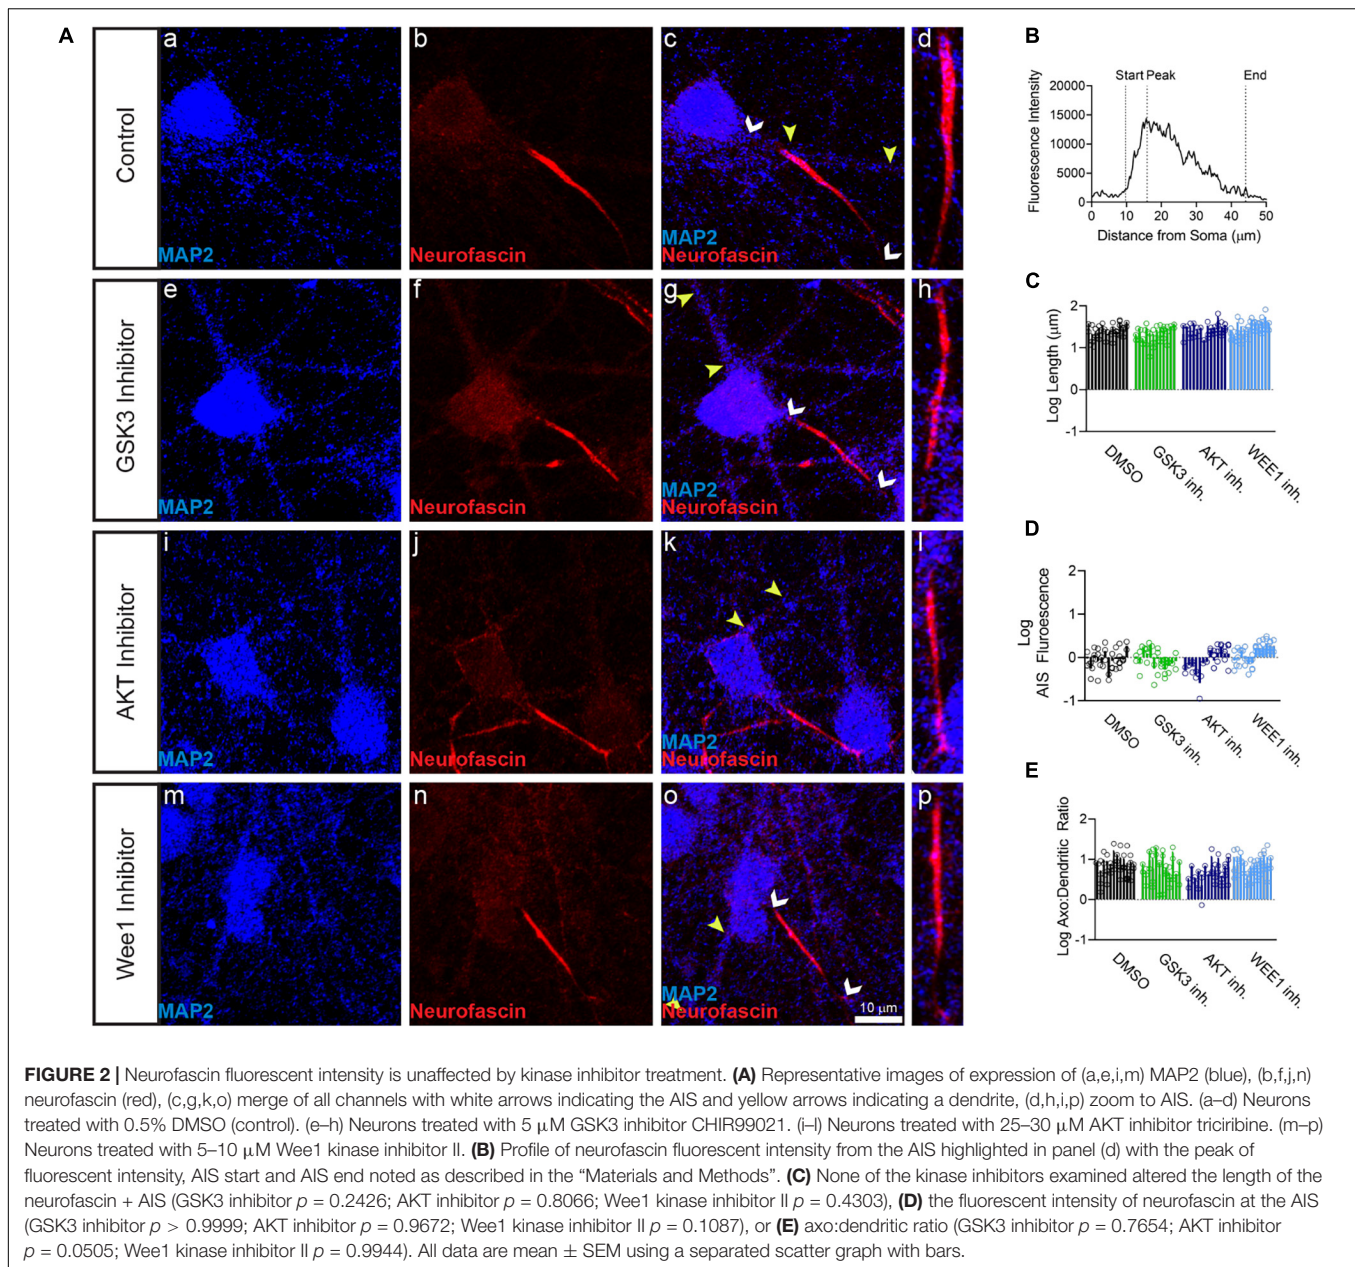 A
Control
a
MAP2
b
Neurofascin
c
MAP2
Neurofascin
d
GSK3 Inhibitor
e
MAP2
f
Neurofascin
g
MAP2
Neurofascin
h
AKT Inhibitor
i
MAP2
j
Neurofascin
k
MAP2
Neurofascin
l
Wee1 Inhibitor
m
MAP2
n
Neurofascin
o
MAP2
Neurofascin
10 μm
p
B
Start Peak End
Fluorescence Intensity
20000
15000
10000
5000
0
0 10 20 30 40 50
Distance from Soma (μm)
C
Log Length (μm)
2
1
0
-1
DMSO
GSK3 inh.
AKT inh.
WEE1 inh.
D
Log
AIS Fluroescence
2
1
0
-1
DMSO
GSK3 inh.
AKT inh.
WEE1 inh.
E
Log Axo:Dendritic Ratio
2
1
0
-1
DMSO
GSK3 inh.
AKT inh.
WEE1 inh.
FIGURE 2 | Neurofascin fluorescent intensity is unaffected by kinase inhibitor treatment. (A) Representative images of expression of (a,e,i,m) MAP2 (blue), (b,f,j,n)
neurofascin (red), (c,g,k,o) merge of all channels with white arrows indicating the AIS and yellow arrows indicating a dendrite, (d,h,i,p) zoom to AIS. (a–d) Neurons
treated with 0.5% DMSO (control). (e–h) Neurons treated with 5 μM GSK3 inhibitor CHIR99021. (i–l) Neurons treated with 25–30 μM AKT inhibitor triciribine. (m–p)
Neurons treated with 5–10 μM Wee1 kinase inhibitor II. (B) Profile of neurofascin fluorescent intensity from the AIS highlighted in panel (d) with the peak of
fluorescent intensity, AIS start and AIS end noted as described in the “Materials and Methods”. (C) None of the kinase inhibitors examined altered the length of the
neurofascin + AIS (GSK3 inhibitor p = 0.2426; AKT inhibitor p = 0.8066; Wee1 kinase inhibitor II p = 0.4303), (D) the fluorescent intensity of neurofascin at the AIS
(GSK3 inhibitor p > 0.9999; AKT inhibitor p = 0.9672; Wee1 kinase inhibitor II p = 0.1087), or (E) axo:dendritic ratio (GSK3 inhibitor p = 0.7654; AKT inhibitor
p = 0.0505; Wee1 kinase inhibitor II p = 0.9944). All data are mean ± SEM using a separated scatter graph with bars.